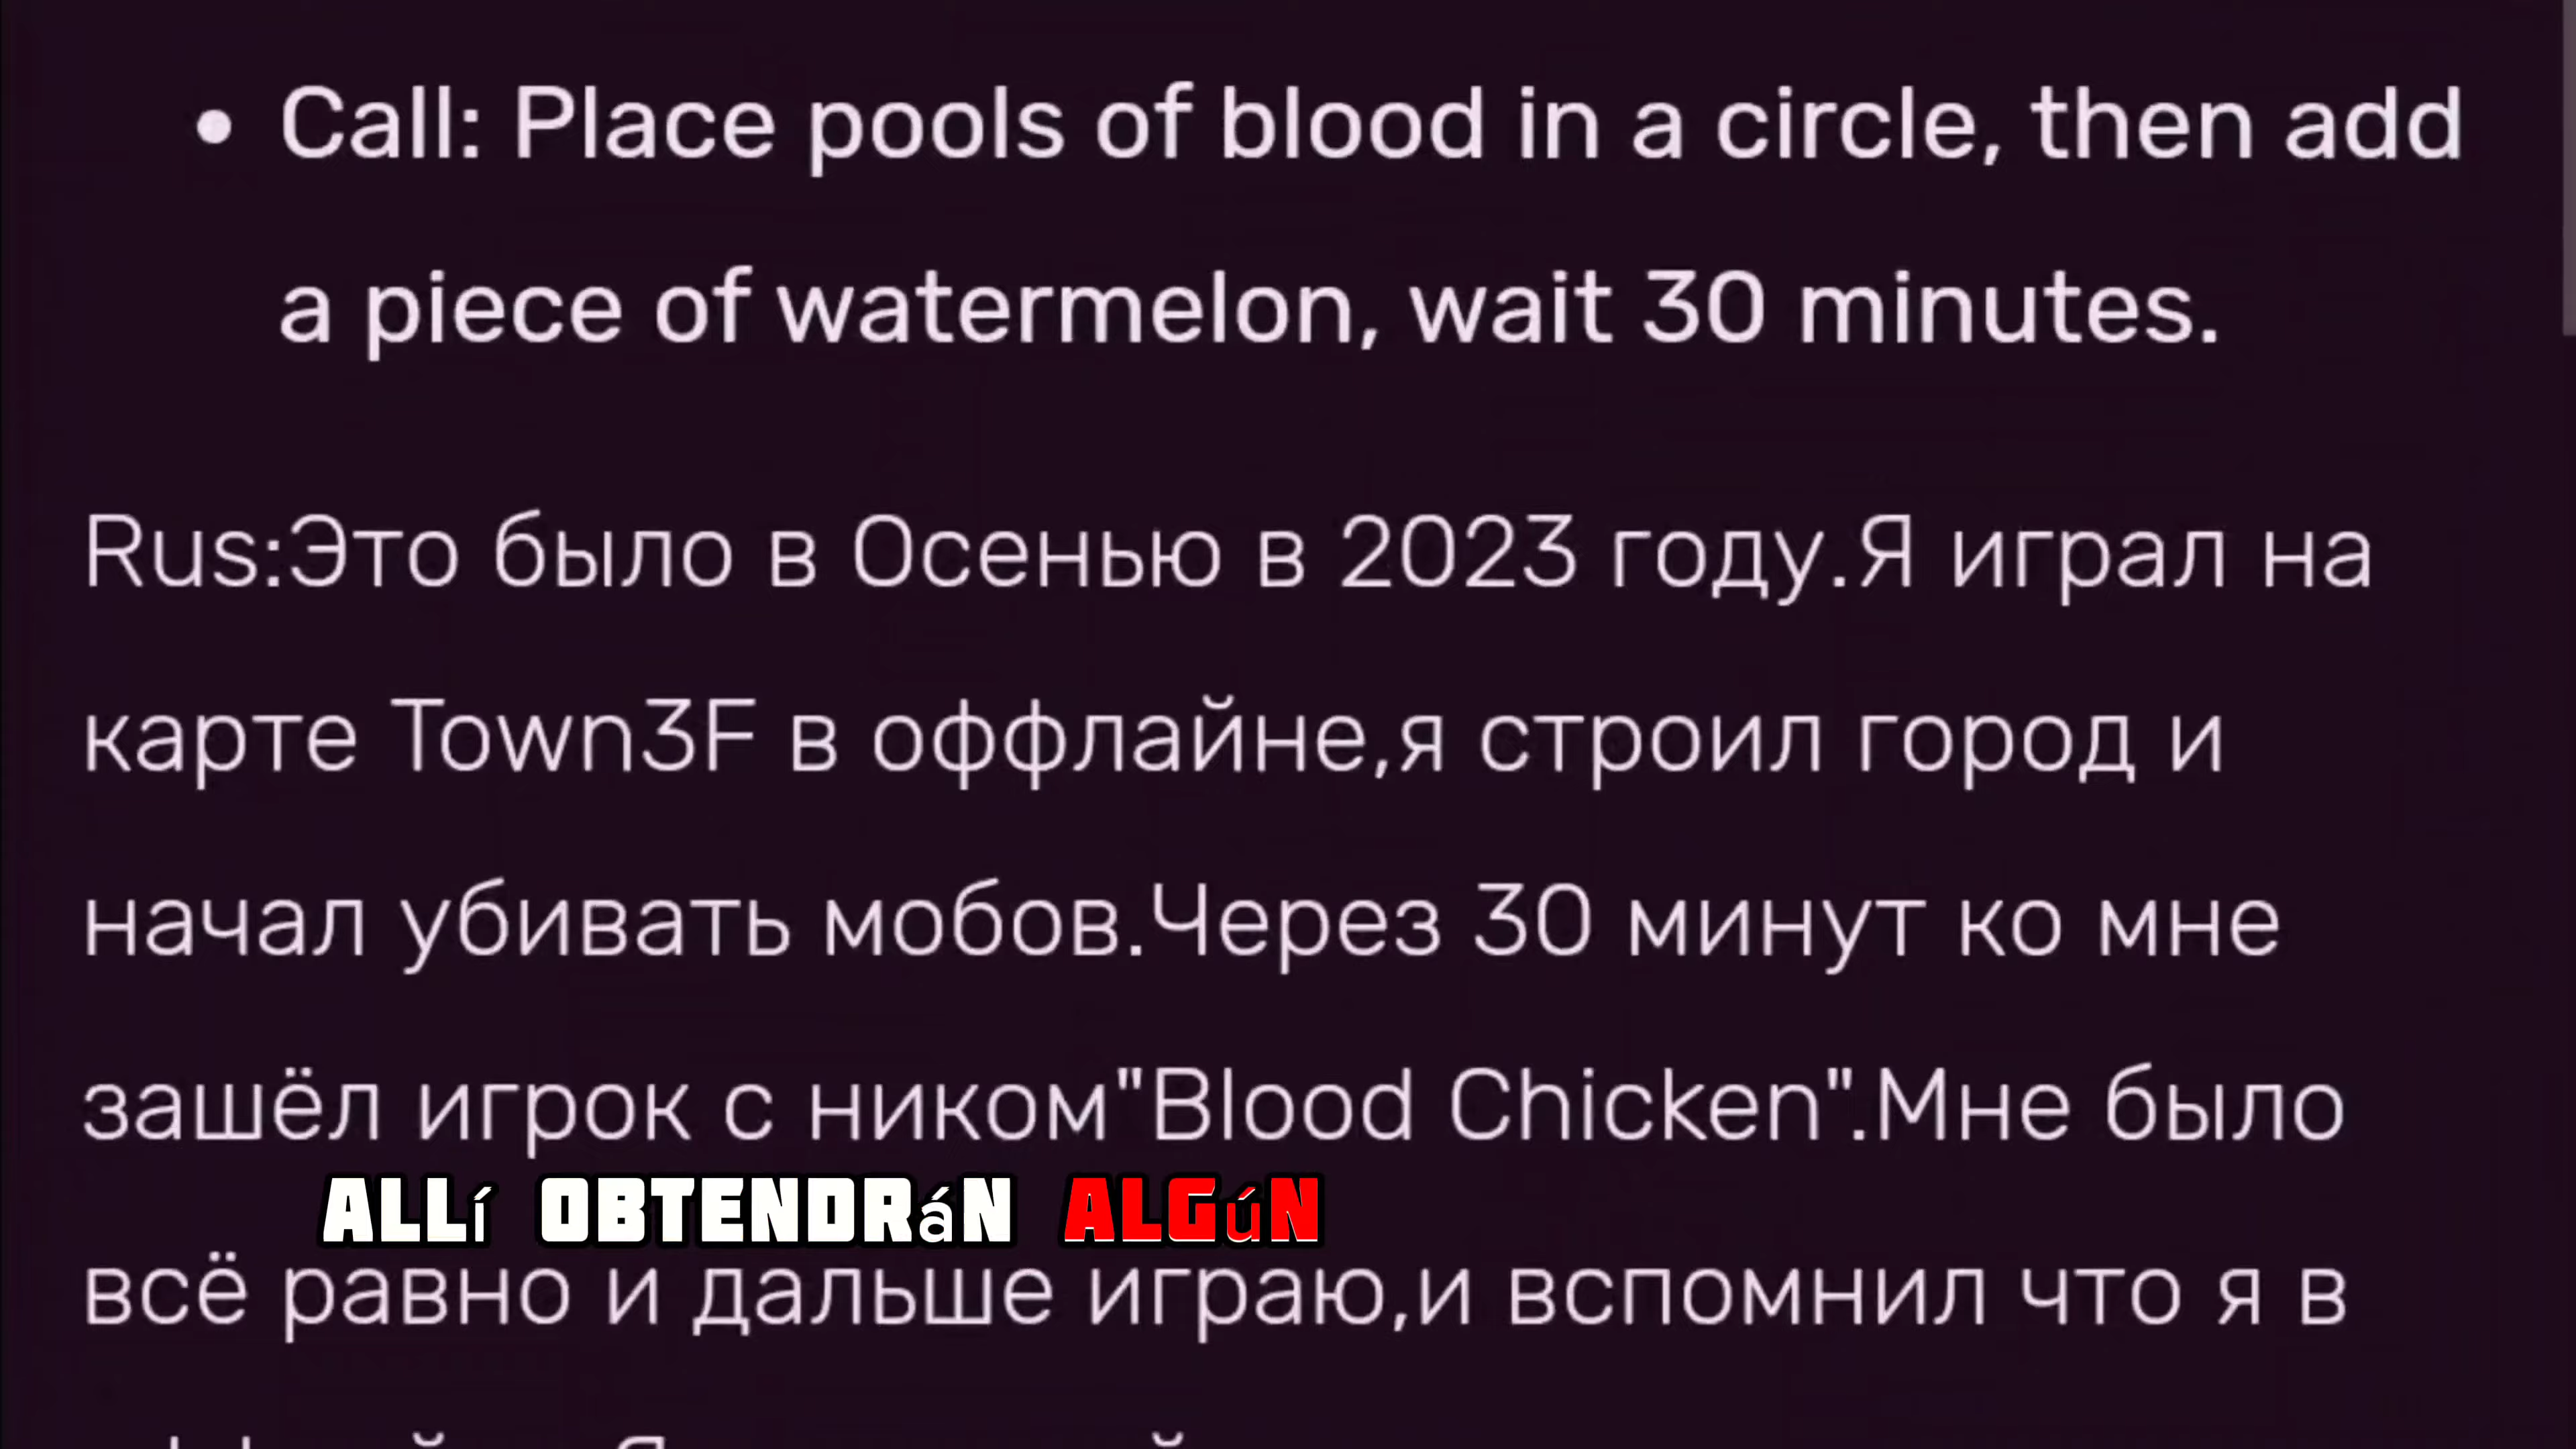 • Call: Place pools of blood in a circle, then add
a piece of watermelon, wait 30 minutes.
Rus:Это было в Осенью в 2023 году.Я играл на
карте Town3F в оффлайне,я строил город и
начал убивать мобов.Через 30 минут ко мне
зашёл игрок с ником"Blood Chicken".Мне было
ALLí OBTENDRáN ALGúN
всё равно и дальше играю,и вспомнил что я в